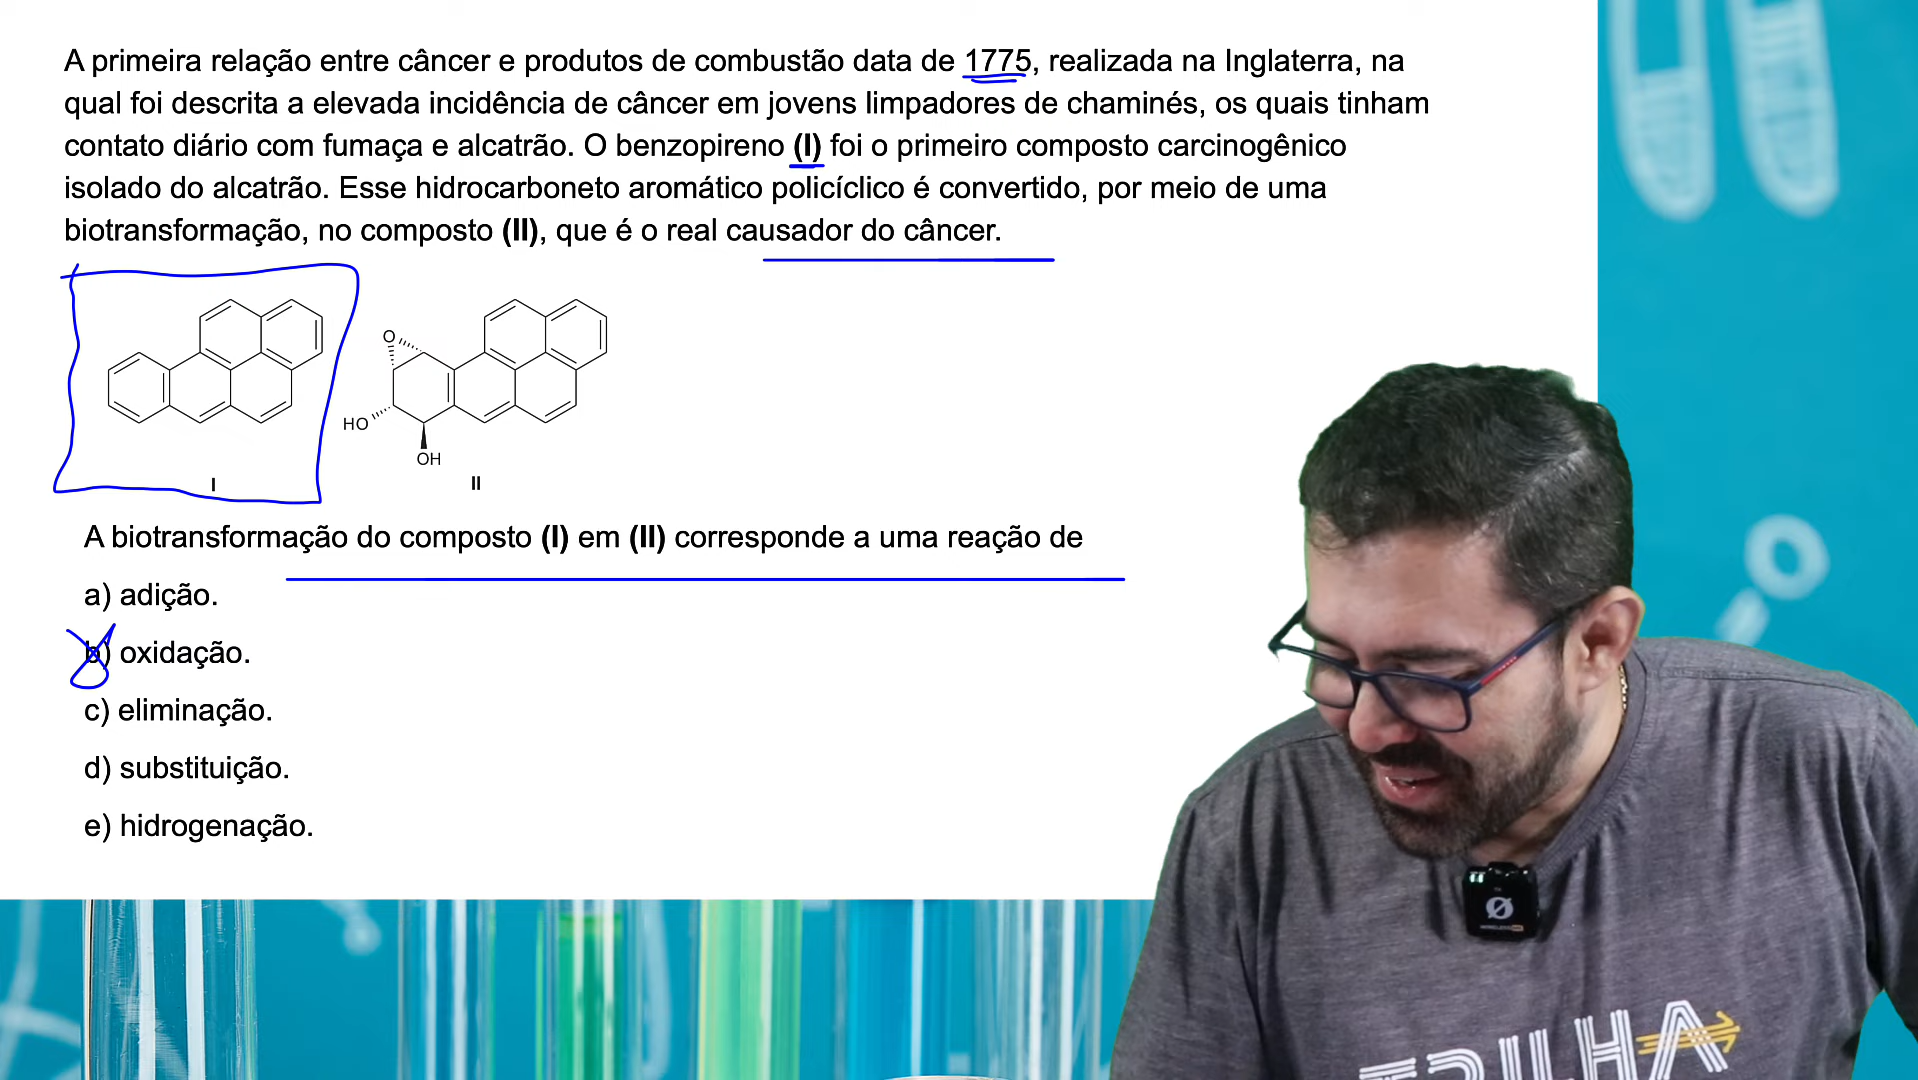 A primeira relação entre câncer e produtos de combustão data de 1775, realizada na Inglaterra, na
qual foi descrita a elevada incidência de câncer em jovens limpadores de chaminés, os quais tinham
contato diário com fumaça e alcatrão. O benzopireno (I) foi o primeiro composto carcinogênico
isolado do alcatrão. Esse hidrocarboneto aromático policíclico é convertido, por meio de uma
biotransformação, no composto (II), que é o real causador do câncer.
O
HO
OH
I
II
A biotransformação do composto (I) em (II) corresponde a uma reação de
a) adição.
b) oxidação.
c) eliminação.
d) substituição.
e) hidrogenação.
TRILHA